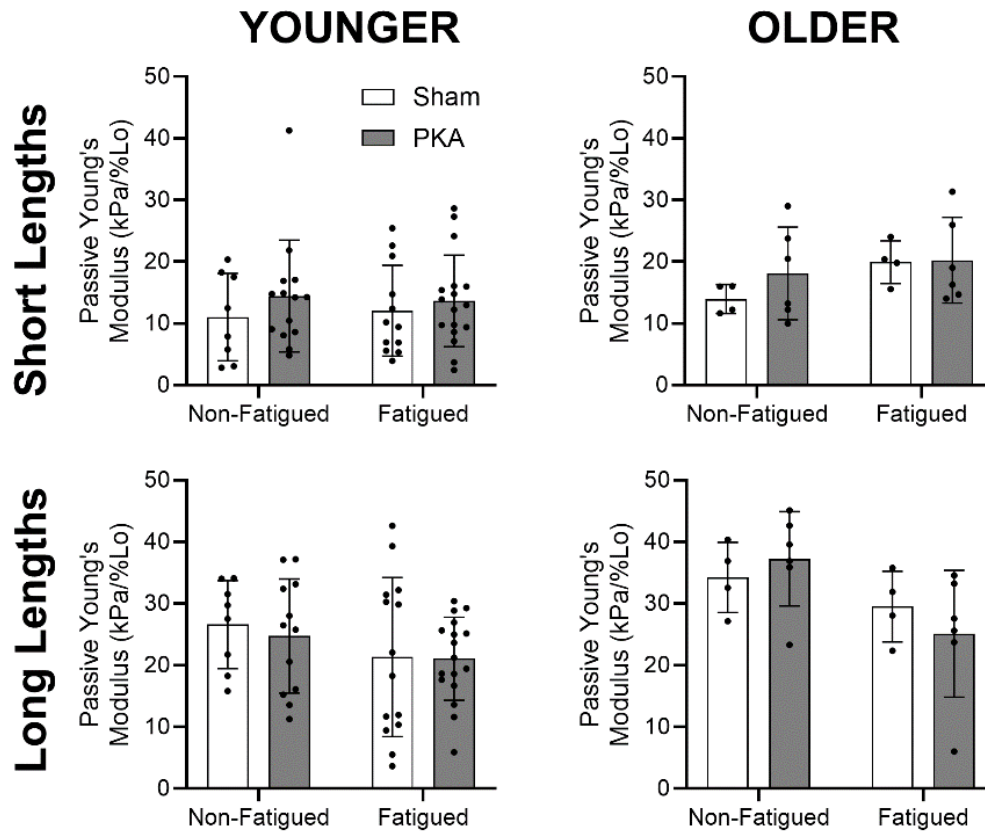 YOUNGER
OLDER
Short Lengths
Passive Young's
Modulus (kPa/%Lo)
50
40
30
20
10
0
Sham
PKA
Non-Fatigued
Fatigued
Passive Young's
Modulus (kPa/%Lo)
50
40
30
20
10
0
Non-Fatigued
Fatigued
Long Lengths
Passive Young's
Modulus (kPa/%Lo)
50
40
30
20
10
0
Non-Fatigued
Fatigued
Passive Young's
Modulus (kPa/%Lo)
50
40
30
20
10
0
Non-Fatigued
Fatigued